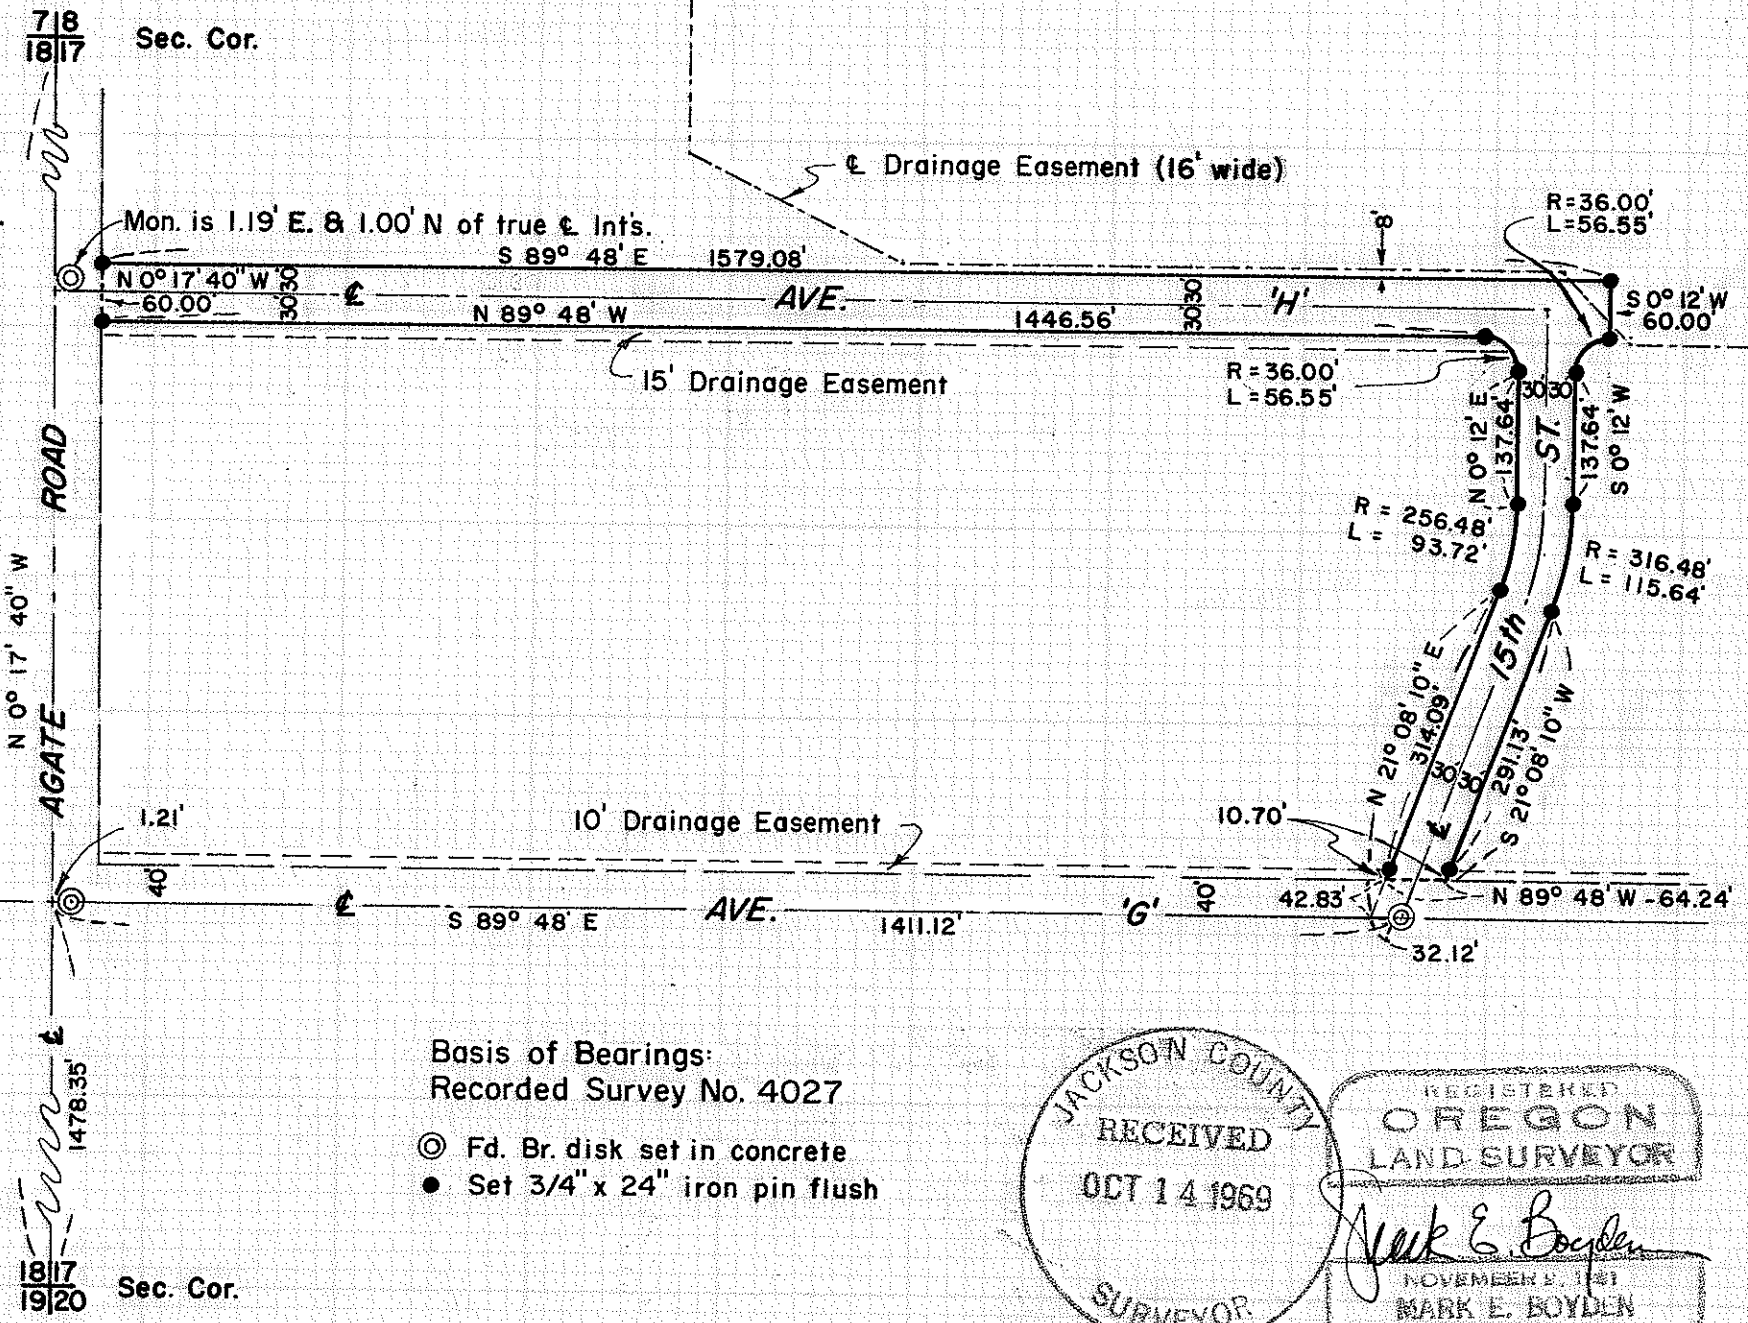 7|8
18|17
Sec. Cor.
℄ Drainage Easement (16' wide)
R=36.00'
L=56.55'
8'
Mon. is 1.19' E. & 1.00' N of true ℄ Int's.
S 89° 48' E 1579.08'
N 0° 17' 40" W
60.00'
30 30
℄ AVE. 'H'
30 30
S 0° 12' W
60.00'
N 89° 48' W 1446.56'
15' Drainage Easement
R = 36.00'
L = 56.55'
30' 30'
N 0° 12' E
137.64'
ST.
137.64'
S 0° 12' W
ROAD
R = 256.48'
L = 93.72'
R = 316.48'
L = 115.64'
N 0° 17' 40" W
15th
N 21° 08' 10" E
314.09'
291.13'
S 21° 08' 10" W
AGATE
30' 30'
℄
1.21'
10' Drainage Easement
10.70'
40'
℄ AVE. 'G'
40'
42.83'
N 89° 48' W - 64.24'
S 89° 48' E 1411.12'
32.12'
℄
1478.35'
Basis of Bearings:
Recorded Survey No. 4027
Fd. Br. disk set in concrete
Set 3/4" x 24" iron pin flush
JACKSON COUNTY
RECEIVED
OCT 14 1969
SURVEYOR
REGISTERED
OREGON
LAND SURVEYOR
Mark E. Boyden
NOVEMBER
MARK E. BOYDEN
18|17
19|20
Sec. Cor.